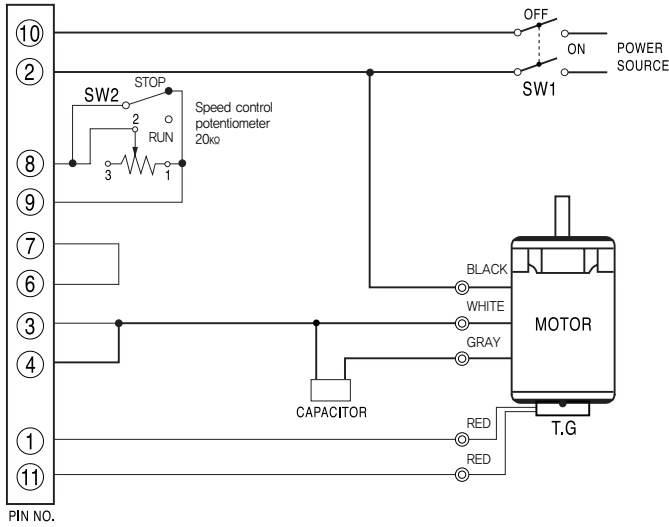 OFF
10
ON
POWER
SOURCE
2
SW1
STOP
SW2
Speed control
potentiometer
20KΩ
2
RUN
8
3
1
9
7
BLACK
6
WHITE
3
MOTOR
GRAY
4
CAPACITOR
RED
1
T.G
RED
11
PIN NO.